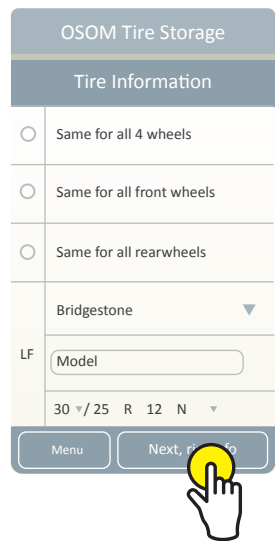 OSOM Tire Storage
Tire Information
Same for all 4 wheels
Same for all front wheels
Same for all rearwheels
Bridgestone
LF
Model
30 / 25 R 12 N
Menu
Next,